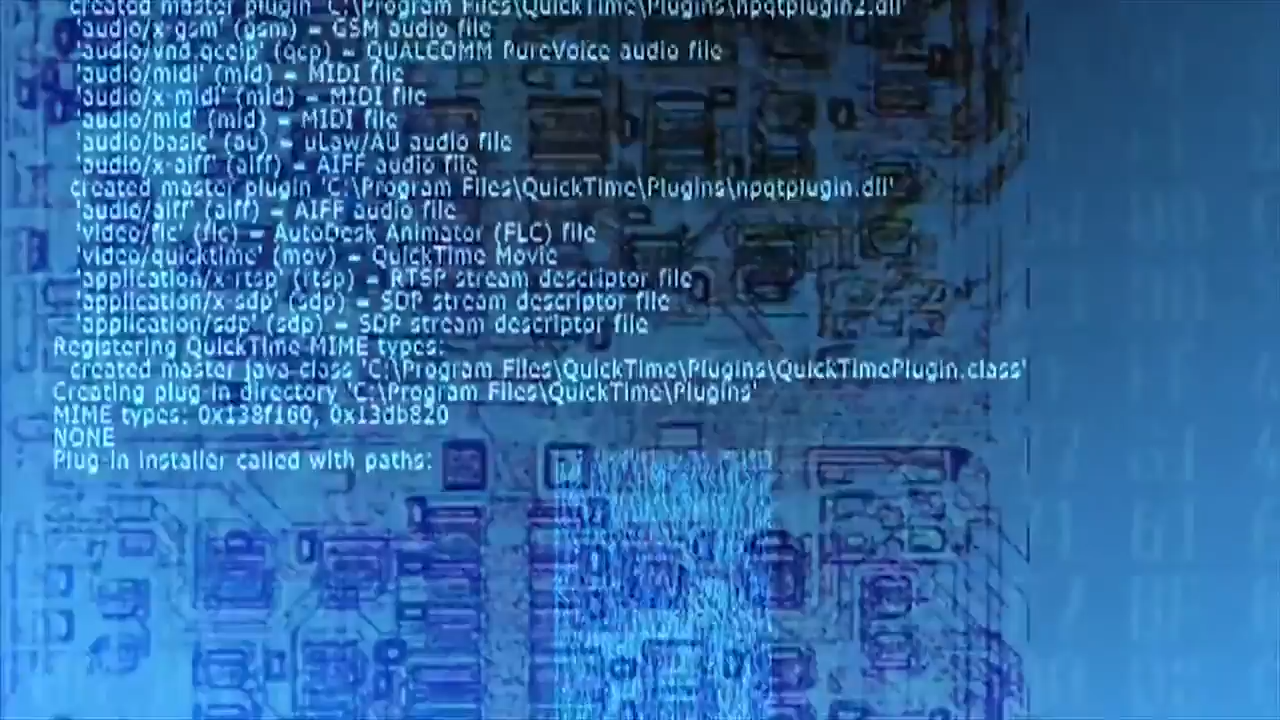 created master plugin 'C:\Program Files\QuickTime\Plugins\npqtplugin2.dll'
'audio/x-gsm' (gsm) - GSM audio file
'audio/vnd.qcelp' (qcp) - QUALCOMM PureVoice audio file
'audio/midi' (mid) - MIDI file
'audio/x-midi' (mid) - MIDI file
'audio/mid' (mid) - MIDI file
'audio/basic' (au) - uLaw/AU audio file
'audio/x-aiff' (aiff) - AIFF audio file
created master plugin 'C:\Program Files\QuickTime\Plugins\npqtplugin.dll'
'audio/aiff' (aiff) - AIFF audio file
'video/flc' (flc) - AutoDesk Animator (FLC) file
'video/quicktime' (mov) - QuickTime Movie
'application/x-rtsp' (rtsp) - RTSP stream descriptor file
'application/x-sdp' (sdp) - SDP stream descriptor file
'application/sdp' (sdp) - SDP stream descriptor file
Registering QuickTime MIME types:
created master java-class 'C:\Program Files\QuickTime\Plugins\QuickTimePlugin.class'
Creating plug-in directory 'C:\Program Files\QuickTime\Plugins'
MIME types: 0x138f160, 0x13db820
NONE
Plug-in installer called with paths: